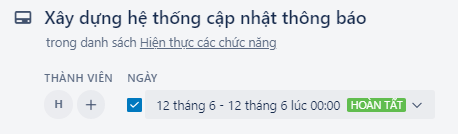 Xây dựng hệ thống cập nhật thông báo
trong danh sách Hiện thực các chức năng
THÀNH VIÊN NGÀY
H + 12 tháng 6 - 12 tháng 6 lúc 00:00 HOÀN TẤT